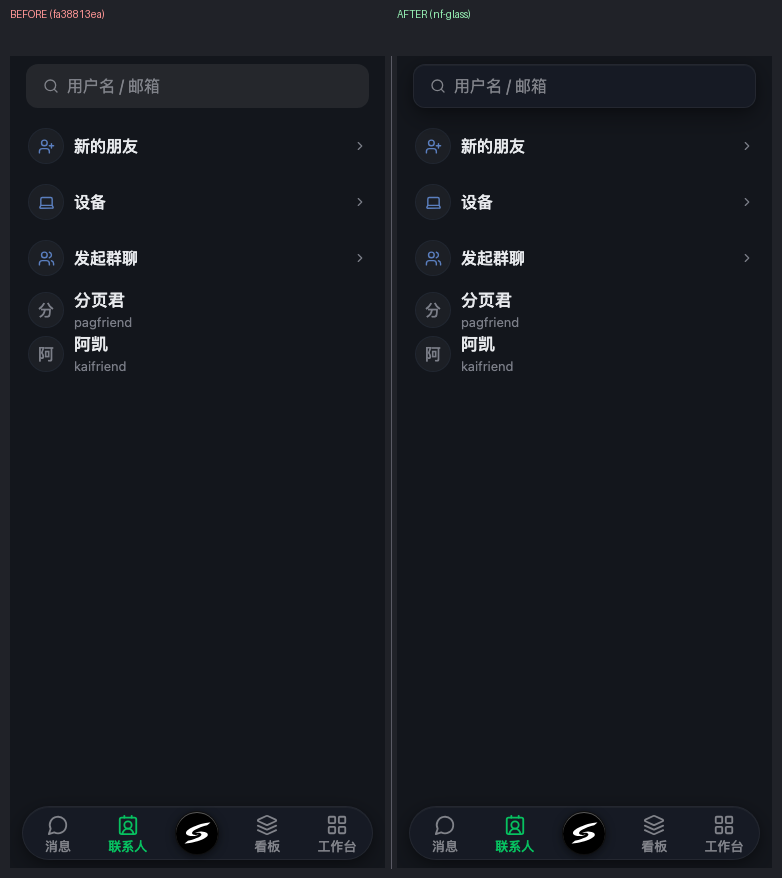 BEFORE (fa38813ea)
用户名 / 邮箱
新的朋友
设备
发起群聊
分 分页君
pagfriend
阿 阿凯
kaifriend
消息 联系人 看板 工作台
AFTER (nf-glass)
用户名 / 邮箱
新的朋友
设备
发起群聊
分 分页君
pagfriend
阿 阿凯
kaifriend
消息 联系人 看板 工作台